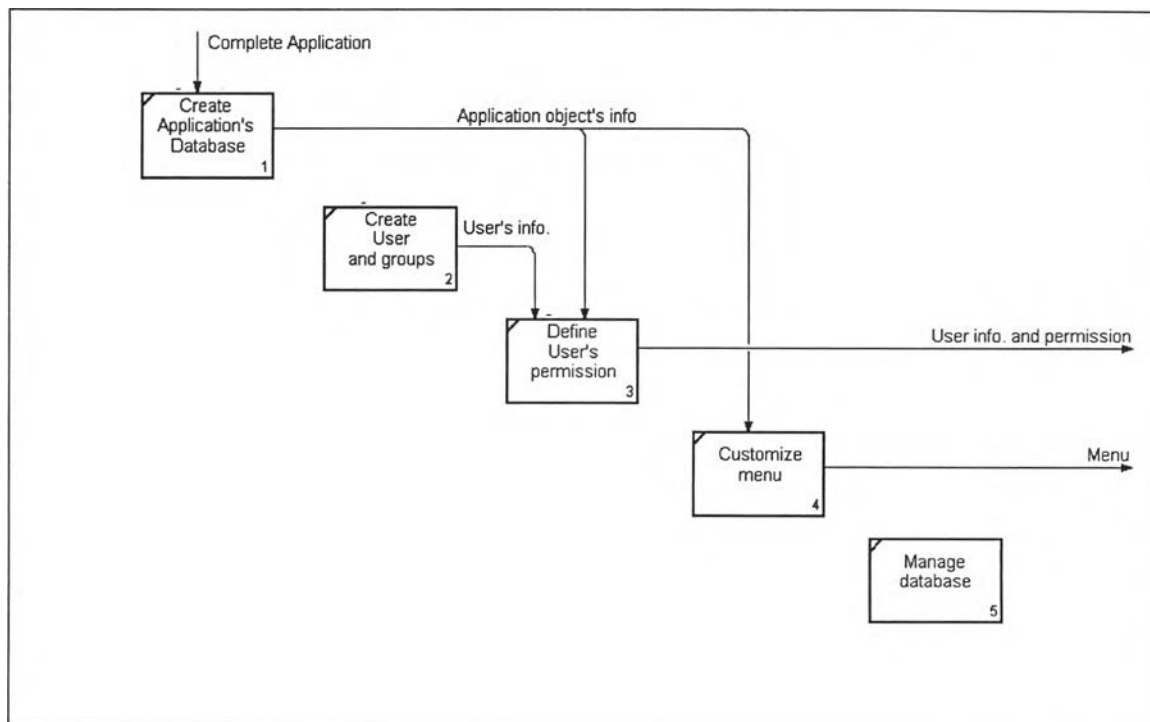 Complete Application
Create
Application's
Database
1
Application object's info
Create
User
and groups
2
User's info.
Define
User's
permission
3
User info. and permission
Customize
menu
4
Menu
Manage
database
5